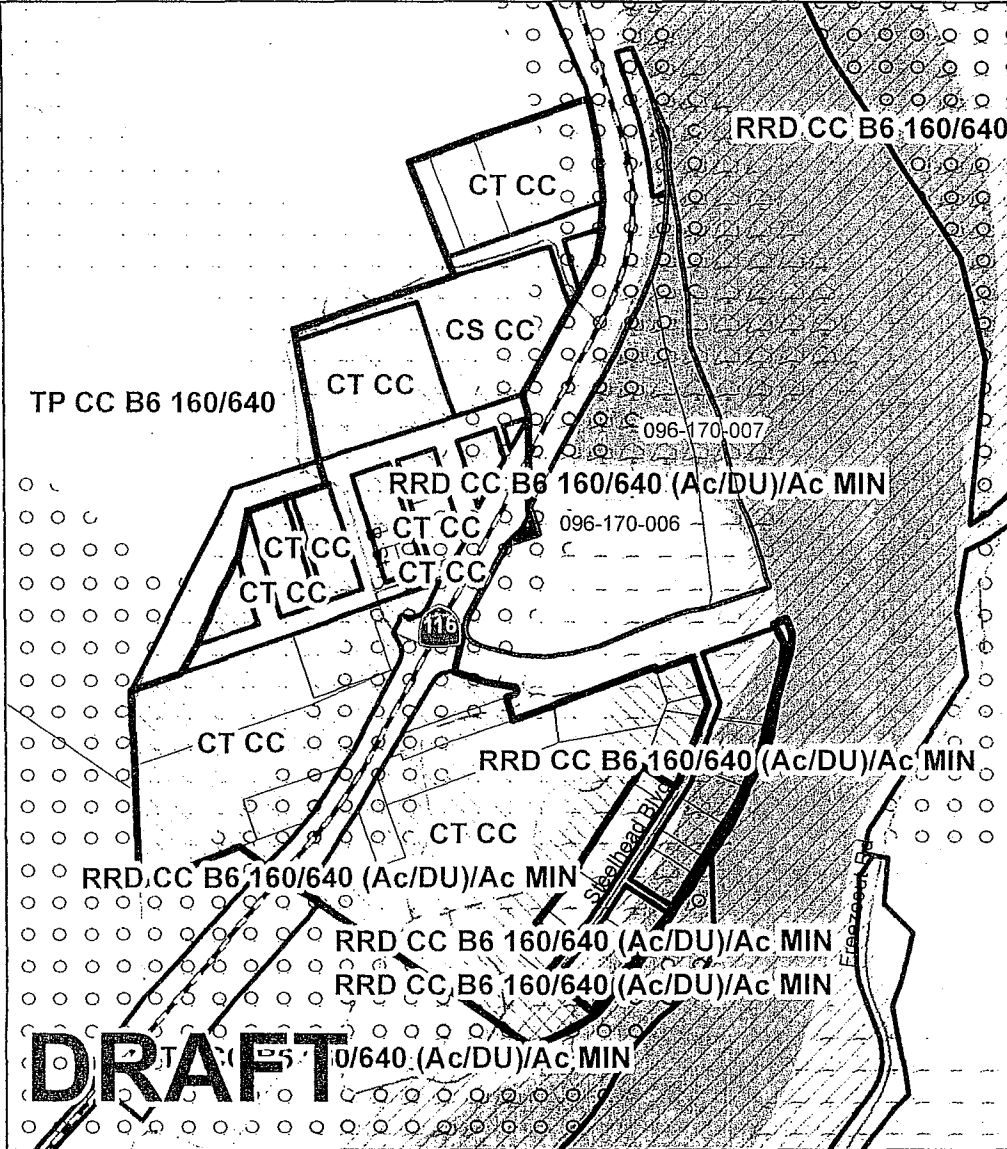 RRD CC B6 160/640
CT CC
CS CC
CT CC
TP CC B6 160/640
096-170-007
RRD CC B6 160/640 (Ac/DU)/Ac MIN
096-170-006
CT CC
CT CC
CT CC
CT CC
116
CT CC
RRD CC B6 160/640 (Ac/DU)/Ac MIN
Steelhead Blvd
CT CC
RRD CC B6 160/640 (Ac/DU)/Ac MIN
RRD CC B6 160/640 (Ac/DU)/Ac MIN
RRD CC B6 160/640 (Ac/DU)/Ac MIN
DRAFT
0/640 (Ac/DU)/Ac MIN